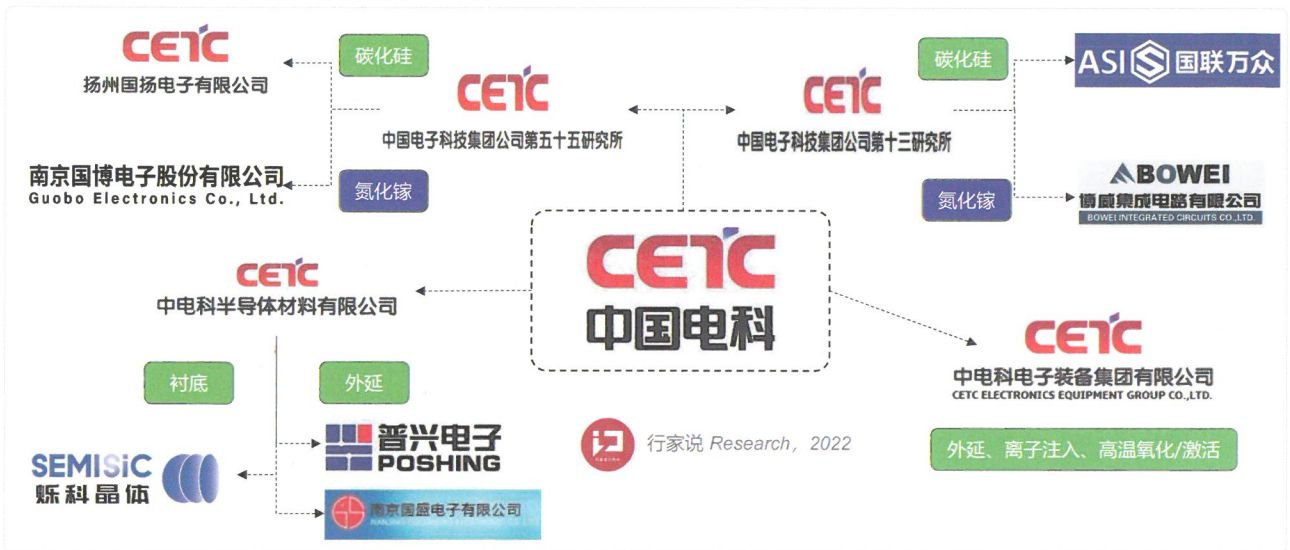 CETC
扬州国扬电子有限公司
碳化硅
南京国博电子股份有限公司
Guobo Electronics Co., Ltd.
氮化镓
CETC
中国电子科技集团公司第五十五研究所
CETC
中国电子科技集团公司第十三研究所
碳化硅
ASI 国联万众
氮化镓
BOWEI
博威集成电路有限公司
BOWEI INTEGRATED CIRCUITS CO.,LTD.
CETC
中国电科
CETC
中电科半导体材料有限公司
衬底
外延
SEMISiC
烁科晶体
普兴电子
POSHING
南京国盛电子有限公司
行家说 Research，2022
CETC
中电科电子装备集团有限公司
CETC ELECTRONICS EQUIPMENT GROUP CO.,LTD.
外延、离子注入、高温氧化/激活